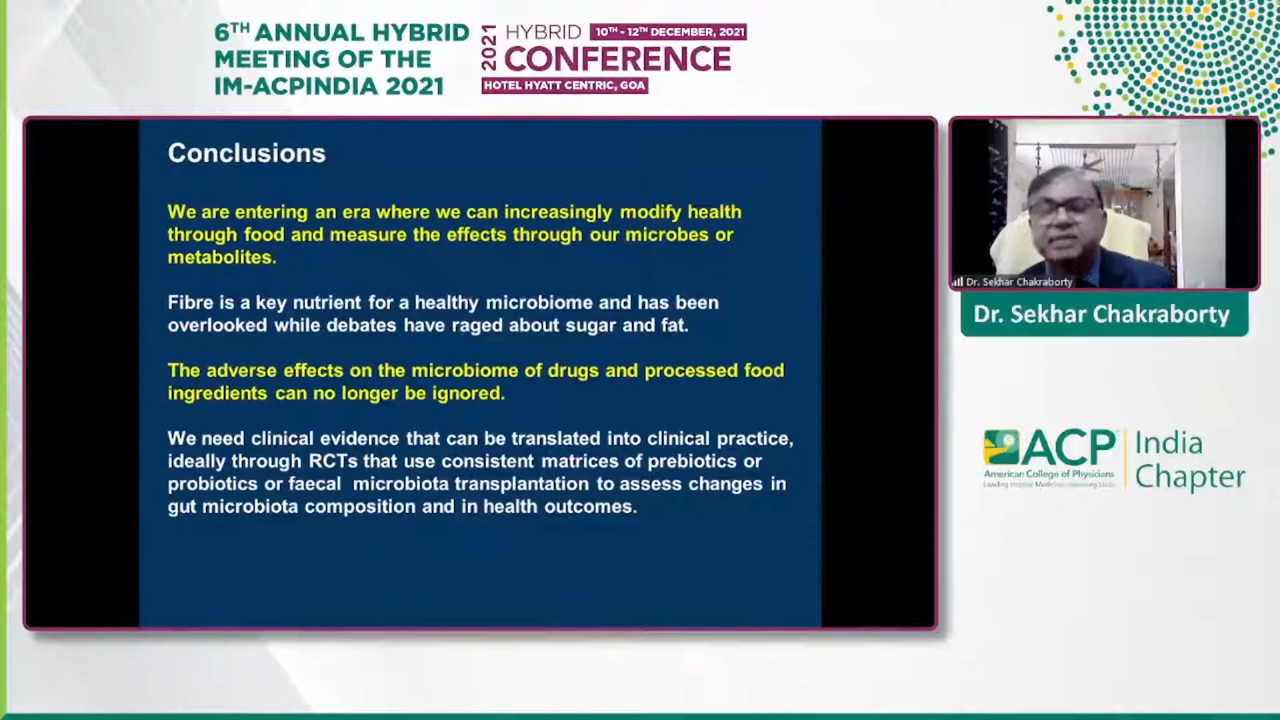 6TH ANNUAL HYBRID
MEETING OF THE
IM-ACPINDIA 2021
2021
HYBRID 10TH - 12TH DECEMBER, 2021
CONFERENCE
HOTEL HYATT CENTRIC, GOA
Conclusions
We are entering an era where we can increasingly modify health
through food and measure the effects through our microbes or
metabolites.
Fibre is a key nutrient for a healthy microbiome and has been
overlooked while debates have raged about sugar and fat.
The adverse effects on the microbiome of drugs and processed food
ingredients can no longer be ignored.
We need clinical evidence that can be translated into clinical practice,
ideally through RCTs that use consistent matrices of prebiotics or
probiotics or faecal microbiota transplantation to assess changes in
gut microbiota composition and in health outcomes.
Dr. Sekhar Chakraborty
Dr. Sekhar Chakraborty
ACP
American College of Physicians
India
Chapter